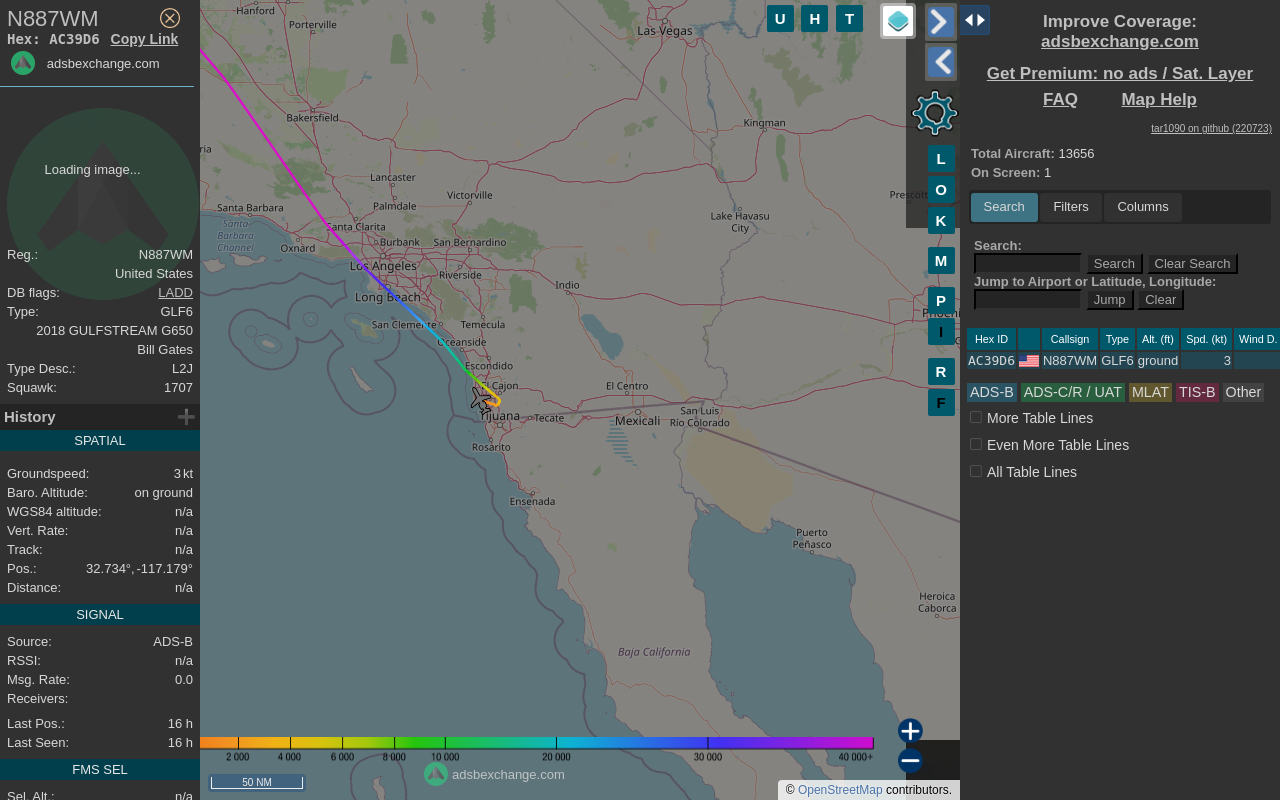 N887WM
Hex: AC39D6 Copy Link
adsbexchange.com
Loading image...
Reg.: N887WM
United States
DB flags: LADD
Type: GLF6
2018 GULFSTREAM G650
Bill Gates
Type Desc.: L2J
Squawk: 1707
History
SPATIAL
Groundspeed: 3 kt
Baro. Altitude: on ground
WGS84 altitude: n/a
Vert. Rate: n/a
Track: n/a
Pos.: 32.734°, -117.179°
Distance: n/a
SIGNAL
Source: ADS-B
RSSI: n/a
Msg. Rate: 0.0
Receivers:
Last Pos.: 16 h
Last Seen: 16 h
FMS SEL
Sel. Alt.: n/a
Hanford
Porterville
Las Vegas
Bakersfield
Kingman
ria
Lancaster
Palmdale
Victorville
Prescott
Santa Barbara
Santa Clarita
Lake Havasu
City
Santa
Barbara
Channel
Oxnard
Burbank
San Bernardino
Los Angeles
Riverside
Long Beach
Indio
San Clemente
Temecula
Oceanside
Escondido
El Cajon
El Centro
Tijuana
Tecate
Mexicali
San Luis
Río Colorado
Rosarito
Ensenada
Puerto
Peñasco
Heroica
Caborca
Baja California
U H T
L
O
K
M
P
I
R
F
2 000 4 000 6 000 8 000 10 000 20 000 30 000 40 000+
50 NM
adsbexchange.com
© OpenStreetMap contributors.
Improve Coverage:
adsbexchange.com
Get Premium: no ads / Sat. Layer
FAQ Map Help
tar1090 on github (220723)
Total Aircraft: 13656
On Screen: 1
Search Filters Columns
Search:
Search Clear Search
Jump to Airport or Latitude, Longitude:
Jump Clear
Hex ID Callsign Type Alt. (ft) Spd. (kt) Wind D.
AC39D6 N887WM GLF6 ground 3
ADS-B ADS-C/R / UAT MLAT TIS-B Other
More Table Lines
Even More Table Lines
All Table Lines